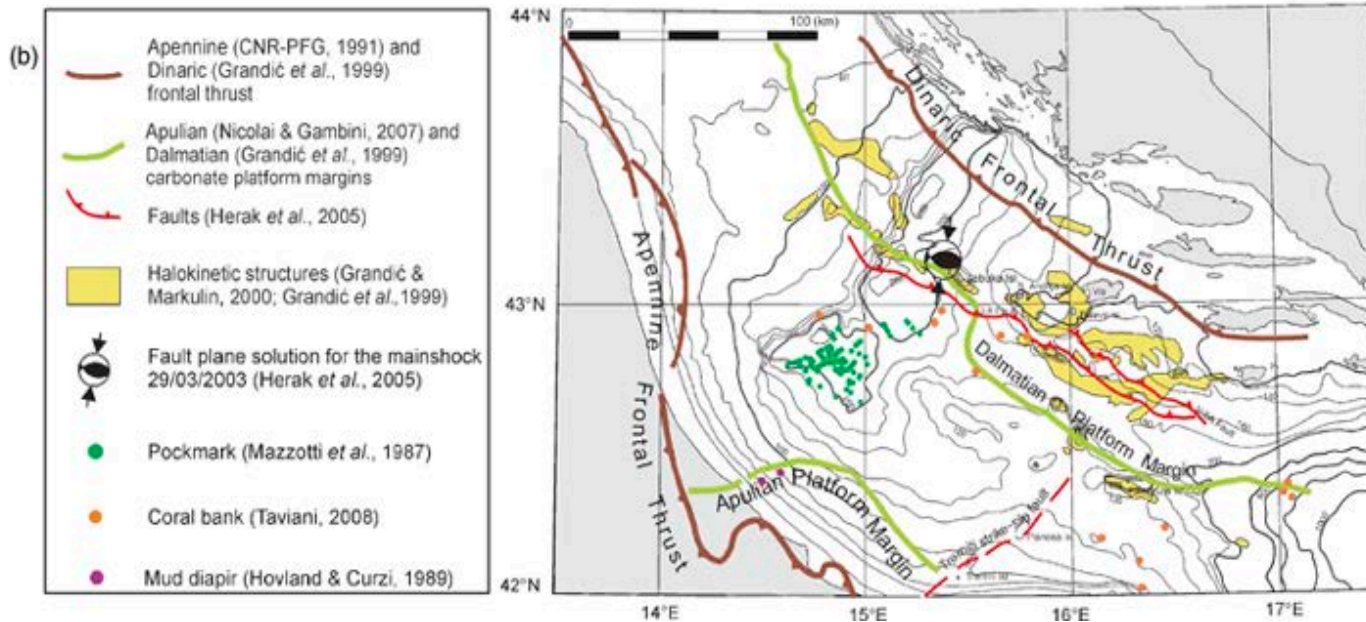 (b)
Apennine (CNR-PFG, 1991) and
Dinaric (Grandić et al., 1999)
frontal thrust
Apulian (Nicolai & Gambini, 2007) and
Dalmatian (Grandić et al., 1999)
carbonate platform margins
Faults (Herak et al., 2005)
Halokinetic structures (Grandić &
Markulin, 2000; Grandić et al., 1999)
Fault plane solution for the mainshock
29/03/2003 (Herak et al., 2005)
Pockmark (Mazzotti et al., 1987)
Coral bank (Taviani, 2008)
Mud diapir (Hovland & Curzi, 1989)
44°N
0
100 (km)
Dinaric Frontal Thrust
Apennine Frontal Thrust
43°N
Dalmatian Platform Margin
Apulian Platform Margin
Tremiti strike-slip fault
42°N
14°E
15°E
16°E
17°E